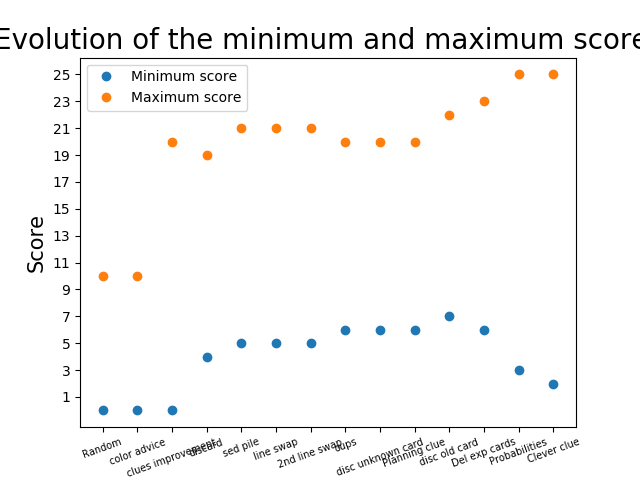 Evolution of the minimum and maximum score
Minimum score
Maximum score
Score
25
23
21
19
17
15
13
11
9
7
5
3
1
Random
color advice
clues improvement
discard
sed pile
line swap
2nd line swap
oups
disc unknown card
Planning clue
disc old card
Del exp cards
Probabilities
Clever clue